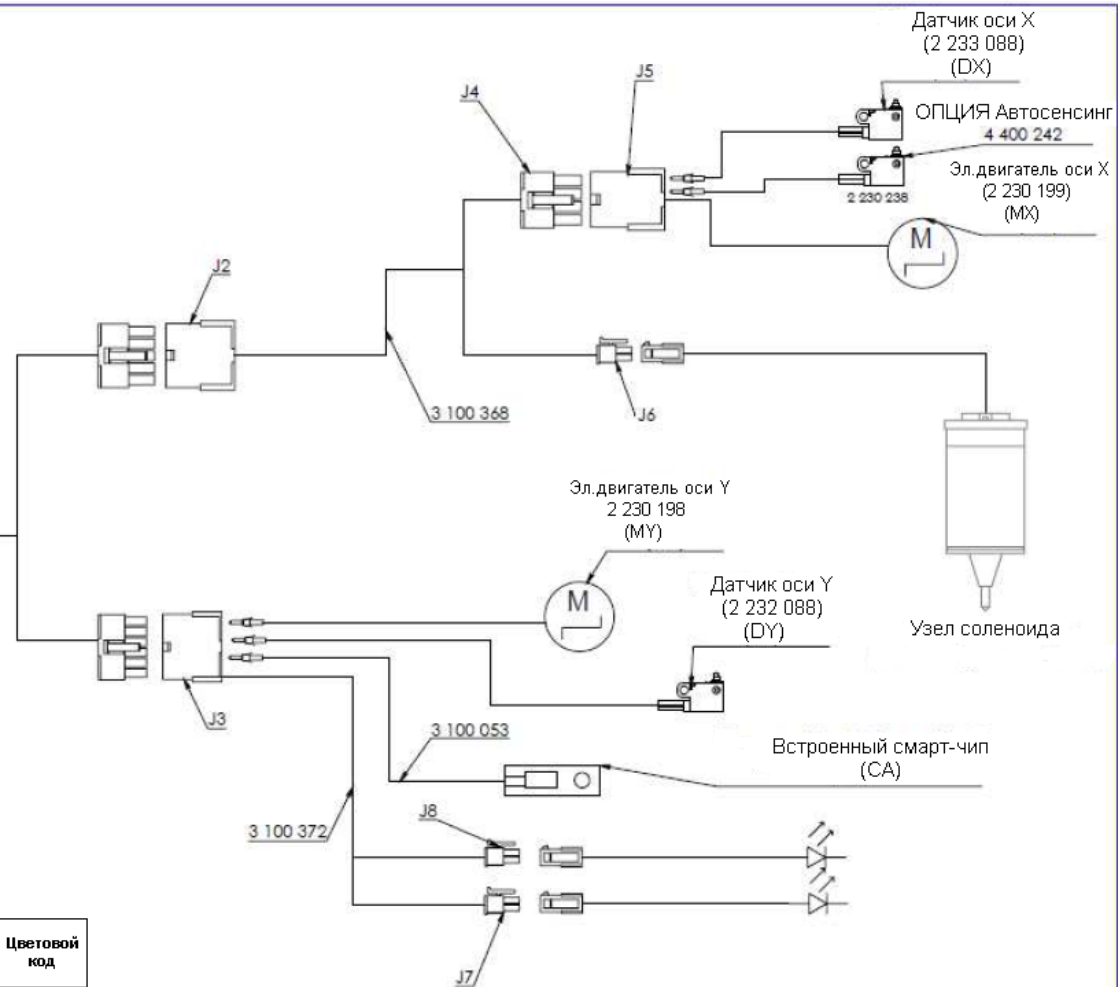 Датчик оси X
(2 233 088)
(DX)
J5
J4
ОПЦИЯ Автосенсинг
4 400 242
Эл.двигатель оси X
(2 230 199)
(MX)
2 230 238
M
J2
3 100 368
J6
Эл.двигатель оси Y
2 230 198
(MY)
M
Датчик оси Y
(2 232 088)
(DY)
Узел соленоида
J3
3 100 053
Встроенный смарт-чип
(CA)
3 100 372
J8
J7
Цветовой
код